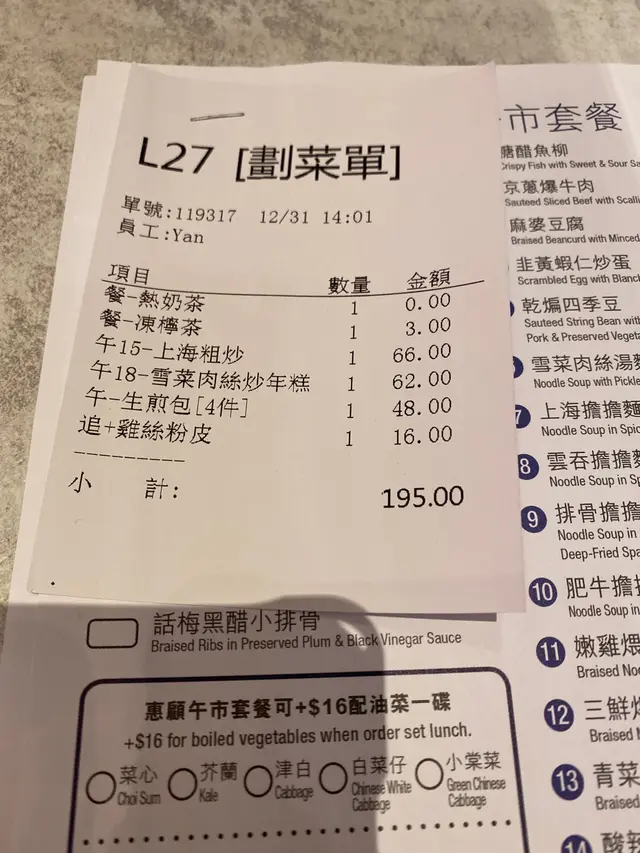 L27 [劃菜單]
單號:119317 12/31 14:01
員工:Yan
項目 數量 金額
餐-熱奶茶 1 0.00
餐-凍檸茶 1 3.00
午15-上海粗炒 1 66.00
午18-雪菜肉絲炒年糕 1 62.00
午-生煎包[4件] 1 48.00
追+雞絲粉皮 1 16.00
---------
小 計: 195.00
話梅黑醋小排骨
Braised Ribs in Preserved Plum & Black Vinegar Sauce
惠顧午市套餐可+$16配油菜一碟
+$16 for boiled vegetables when order set lunch.
菜心 芥蘭 津白 白菜仔 小棠菜
Choi Sum Kale Cabbage Chinese White Cabbage Green Chinese Cabbage
市套餐
醋魚柳
Crispy Fish with Sweet & Sour
京蔥爆牛肉
Sauteed Sliced Beef with
麻婆豆腐
Braised Beancurd with Minced
韭黃蝦仁炒蛋
Scrambled Egg with
乾煸四季豆
Sauteed String Bean with
Pork & Preserved
雪菜肉絲湯
Noodle Soup with
7 上海擔擔麵
Noodle Soup in
8 雲吞擔擔
Noodle Soup in
9 排骨擔擔
Noodle Soup in
Deep-Fried
10 肥牛擔
Noodle Soup in
11 嫩雞煨
Braised
12 三鮮
Braised
13 青菜
Braised
14 酸辣